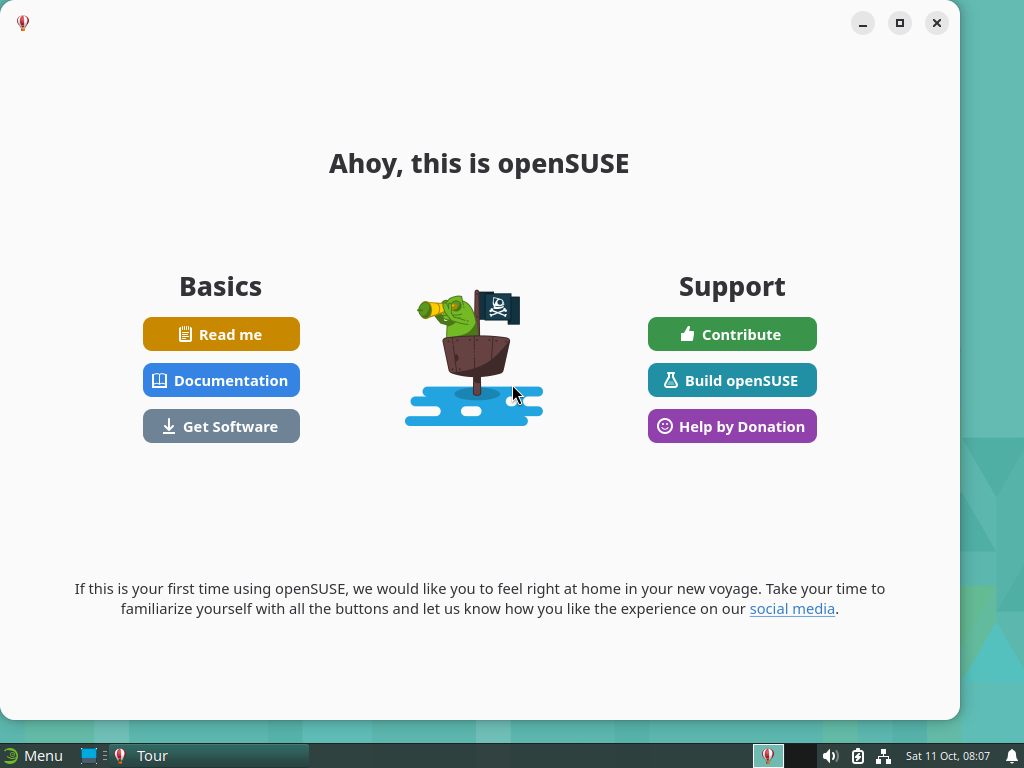 Ahoy, this is openSUSE
Basics
Read me
Documentation
Get Software
Support
Contribute
Build openSUSE
Help by Donation
If this is your first time using openSUSE, we would like you to feel right at home in your new voyage. Take your time to
familiarize yourself with all the buttons and let us know how you like the experience on our social media.
Menu
Tour
Sat 11 Oct, 08:07